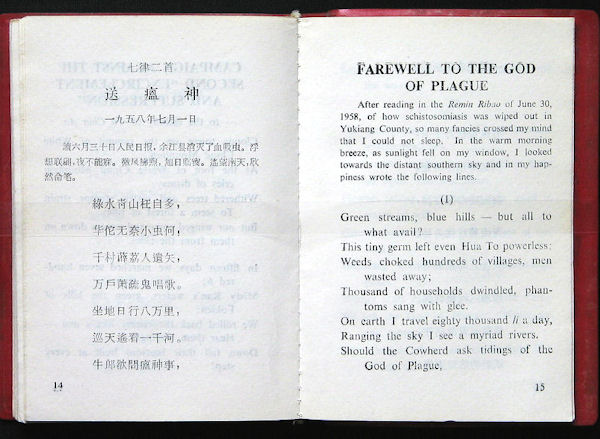 七律二首
送 瘟 神
一九五八年七月一日
读六月三十日人民日报，余江县消灭了血吸虫。浮
想联翩，夜不能寐。微风拂煦，旭日临窗。遥望南天，欣
然命笔。
綠水青山枉自多，
华佗无奈小虫何，
千村薜荔人遺矢，
万戶蕭疏鬼唱歌。
坐地日行八万里，
巡天遙看一千河。
牛郎欲問瘟神事，
14
FAREWELL TO THE GOD
OF PLAGUE
After reading in the Remin Ribao of June 30,
1958, of how schistosomiasis was wiped out in
Yukiang County, so many fancies crossed my mind
that I could not sleep. In the warm morning
breeze, as sunlight fell on my window, I looked
towards the distant southern sky and in my hap-
piness wrote the following lines.
(I)
Green streams, blue hills — but all to
what avail?
This tiny germ left even Hua To powerless;
Weeds choked hundreds of villages, men
wasted away;
Thousand of households dwindled, phan-
toms sang with glee.
On earth I travel eighty thousand li a day,
Ranging the sky I see a myriad rivers.
Should the Cowherd ask tidings of the
God of Plague,
15